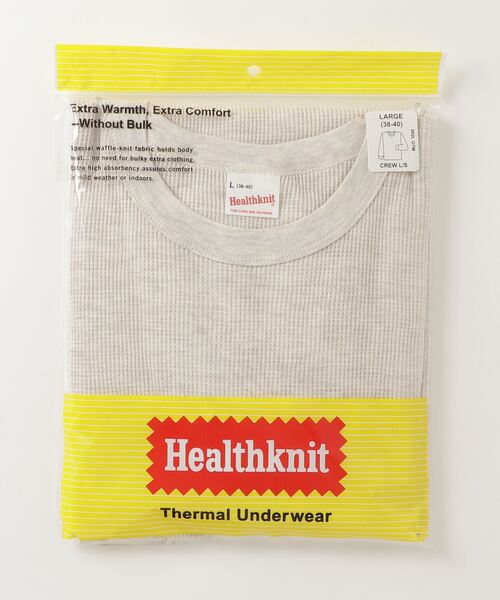 Extra Warmth, Extra Comfort
—Without Bulk
Special waffle-knit fabric holds body
heat... no need for bulky extra clothing.
Extra high absorbency assutes comfort
in mild weather or indoors.
LARGE
(38-40)
CREW L/S
L (38-40)
Healthknit
Healthknit
Thermal Underwear